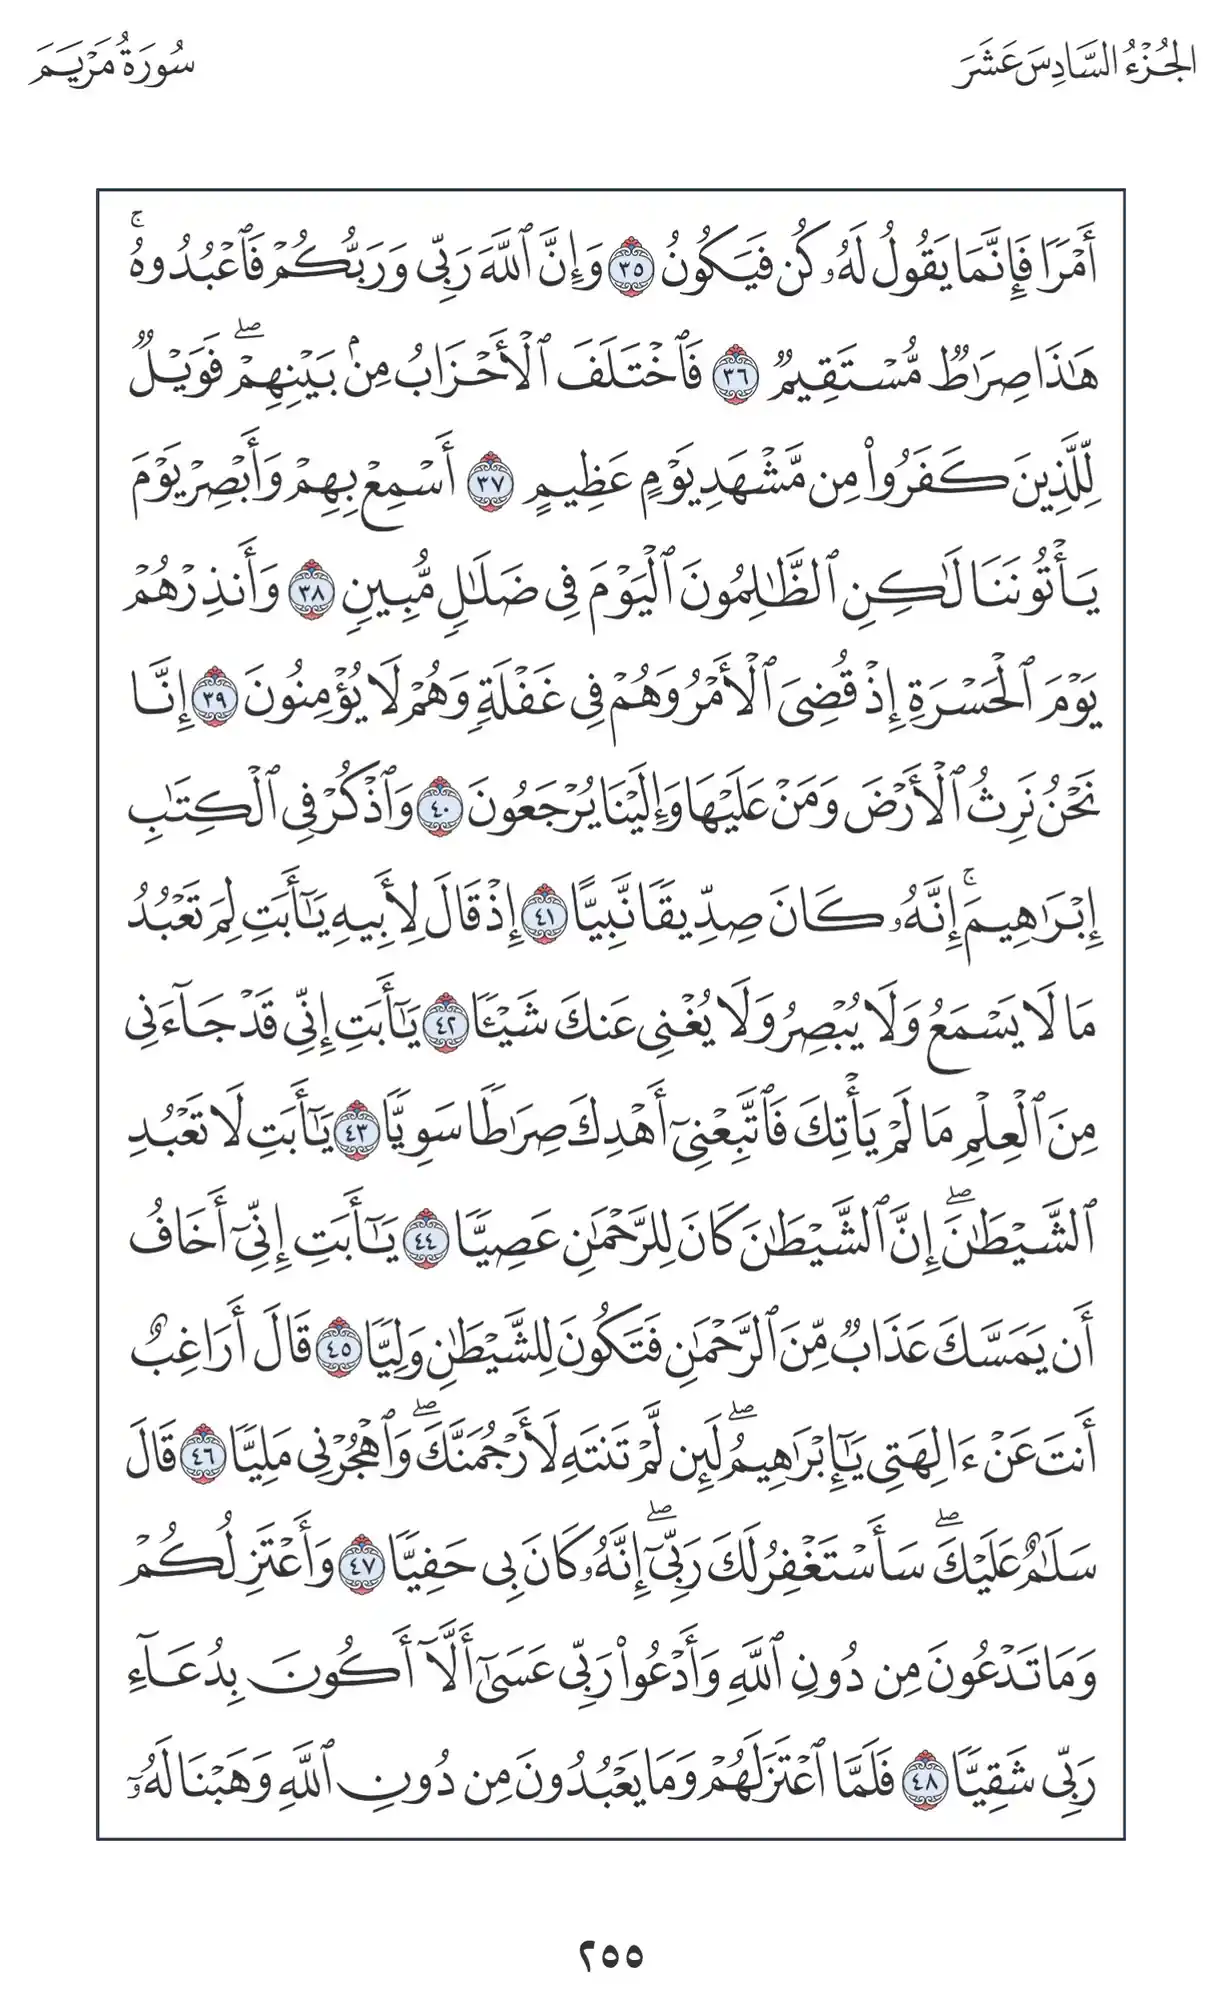 الجُزْءُ السَّادِسَ عَشَرَ
سُورَةُ مَرْيَمَ
أَمْرًا فَإِنَّمَا يَقُولُ لَهُۥ كُن فَيَكُونُ ٣٥ وَإِنَّ ٱللَّهَ رَبِّى وَرَبُّكُمْ فَٱعْبُدُوهُ ۚ
هَٰذَا صِرَٰطٌ مُّسْتَقِيمٌ ٣٦ فَٱخْتَلَفَ ٱلْأَحْزَابُ مِنۢ بَيْنِهِمْ ۖ فَوَيْلٌ
لِّلَّذِينَ كَفَرُوا۟ مِن مَّشْهَدِ يَوْمٍ عَظِيمٍ ٣٧ أَسْمِعْ بِهِمْ وَأَبْصِرْ يَوْمَ
يَأْتُونَنَا لَٰكِنِ ٱلظَّٰلِمُونَ ٱلْيَوْمَ فِى ضَلَٰلٍ مُّبِينٍ ٣٨ وَأَنذِرْهُمْ
يَوْمَ ٱلْحَسْرَةِ إِذْ قُضِىَ ٱلْأَمْرُ وَهُمْ فِى غَفْلَةٍ وَهُمْ لَا يُؤْمِنُونَ ٣٩ إِنَّا
نَحْنُ نَرِثُ ٱلْأَرْضَ وَمَنْ عَلَيْهَا وَإِلَيْنَا يُرْجَعُونَ ٤٠ وَٱذْكُرْ فِى ٱلْكِتَٰبِ
إِبْرَٰهِيمَ ۚ إِنَّهُۥ كَانَ صِدِّيقًا نَّبِيًّا ٤١ إِذْ قَالَ لِأَبِيهِ يَٰٓأَبَتِ لِمَ تَعْبُدُ
مَا لَا يَسْمَعُ وَلَا يُبْصِرُ وَلَا يُغْنِى عَنكَ شَيْـًٔا ٤٢ يَٰٓأَبَتِ إِنِّى قَدْ جَآءَنِى
مِنَ ٱلْعِلْمِ مَا لَمْ يَأْتِكَ فَٱتَّبِعْنِىٓ أَهْدِكَ صِرَٰطًا سَوِيًّا ٤٣ يَٰٓأَبَتِ لَا تَعْبُدِ
ٱلشَّيْطَٰنَ ۖ إِنَّ ٱلشَّيْطَٰنَ كَانَ لِلرَّحْمَٰنِ عَصِيًّا ٤٤ يَٰٓأَبَتِ إِنِّىٓ أَخَافُ
أَن يَمَسَّكَ عَذَابٌ مِّنَ ٱلرَّحْمَٰنِ فَتَكُونَ لِلشَّيْطَٰنِ وَلِيًّا ٤٥ قَالَ أَرَاغِبٌ
أَنتَ عَنْ ءَالِهَتِى يَٰٓإِبْرَٰهِيمُ ۖ لَئِن لَّمْ تَنتَهِ لَأَرْجُمَنَّكَ ۖ وَٱهْجُرْنِى مَلِيًّا ٤٦ قَالَ
سَلَٰمٌ عَلَيْكَ ۖ سَأَسْتَغْفِرُ لَكَ رَبِّىٓ ۖ إِنَّهُۥ كَانَ بِى حَفِيًّا ٤٧ وَأَعْتَزِلُكُمْ
وَمَا تَدْعُونَ مِن دُونِ ٱللَّهِ وَأَدْعُوا۟ رَبِّى عَسَىٰٓ أَلَّآ أَكُونَ بِدُعَآءِ
رَبِّى شَقِيًّا ٤٨ فَلَمَّا ٱعْتَزَلَهُمْ وَمَا يَعْبُدُونَ مِن دُونِ ٱللَّهِ وَهَبْنَا لَهُۥٓ
٢٥٥